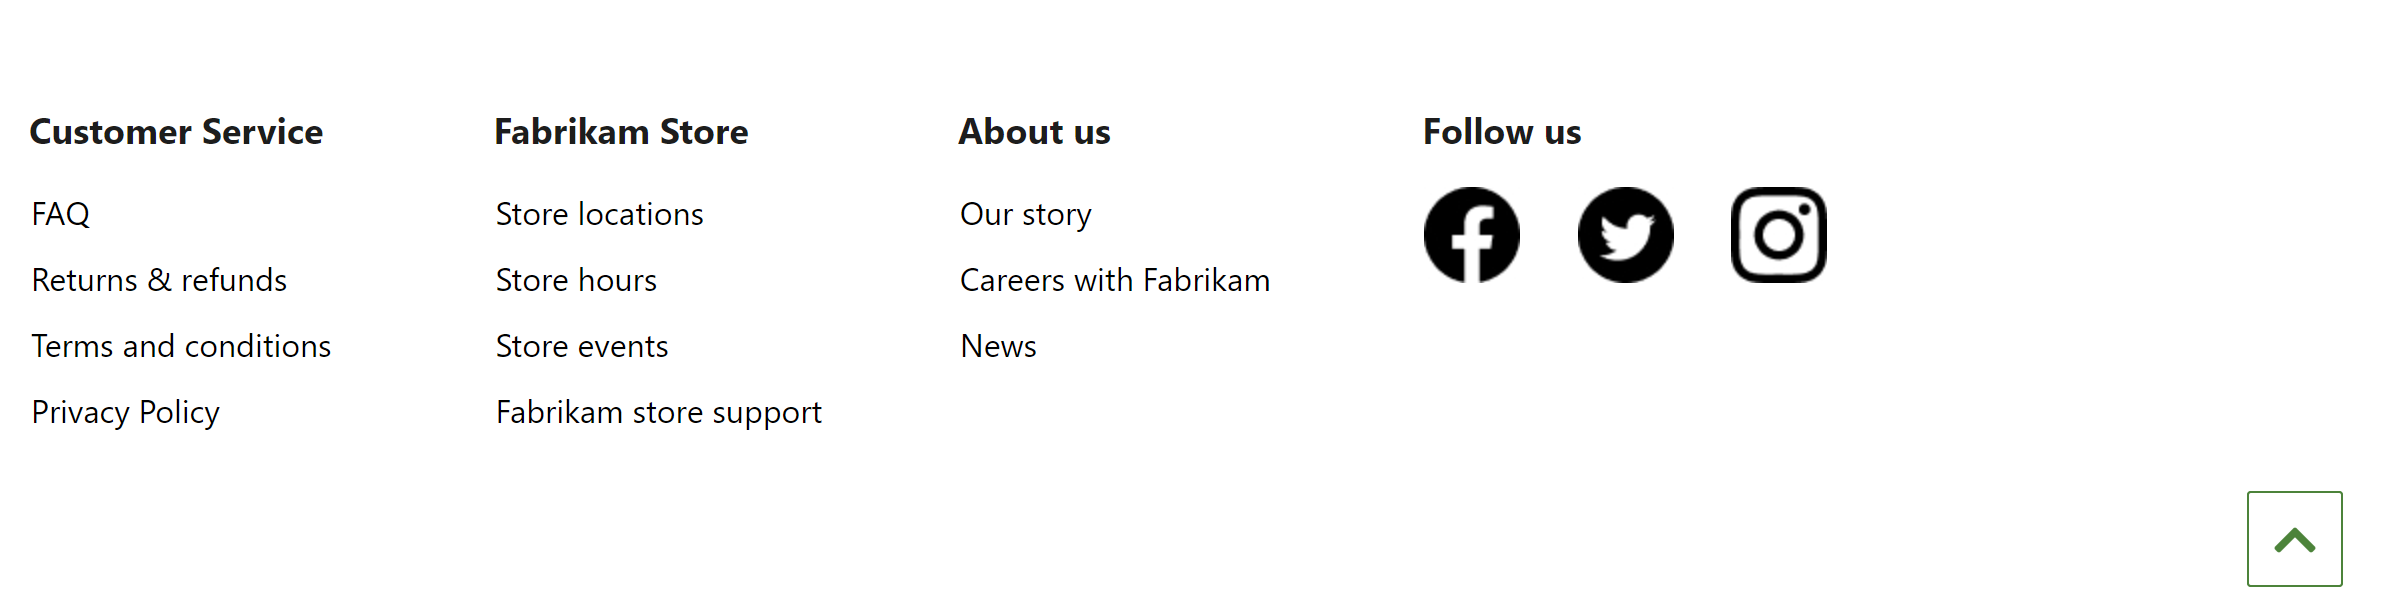 Customer Service
FAQ
Returns & refunds
Terms and conditions
Privacy Policy
Fabrikam Store
Store locations
Store hours
Store events
Fabrikam store support
About us
Our story
Careers with Fabrikam
News
Follow us